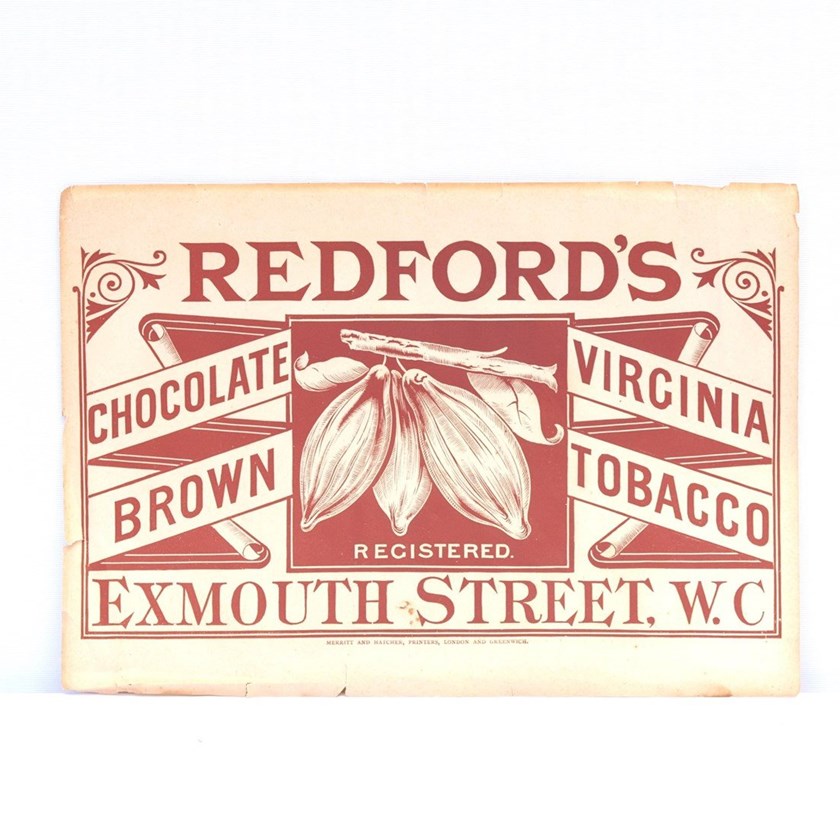 REDFORD'S
CHOCOLATE
BROWN
VIRGINIA
TOBACCO
REGISTERED.
EXMOUTH STREET, W.C
MERRITT AND HATCHER, PRINTERS, LONDON AND GREENWICH.